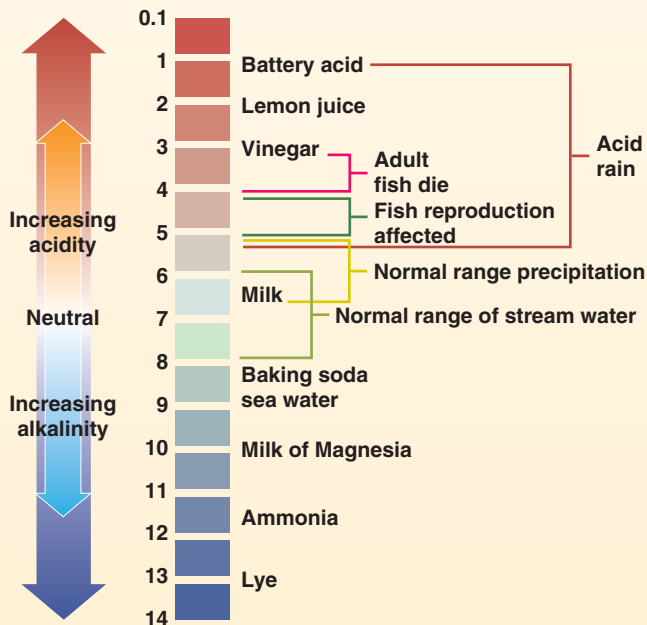 0.1
1
Battery acid
2
Lemon juice
3
Vinegar
Adult
fish die
Acid
rain
4
Fish reproduction
affected
Increasing
acidity
5
Normal range precipitation
6
Milk
Neutral
Normal range of stream water
7
8
Baking soda
sea water
Increasing
alkalinity
9
Milk of Magnesia
10
11
Ammonia
12
13
Lye
14